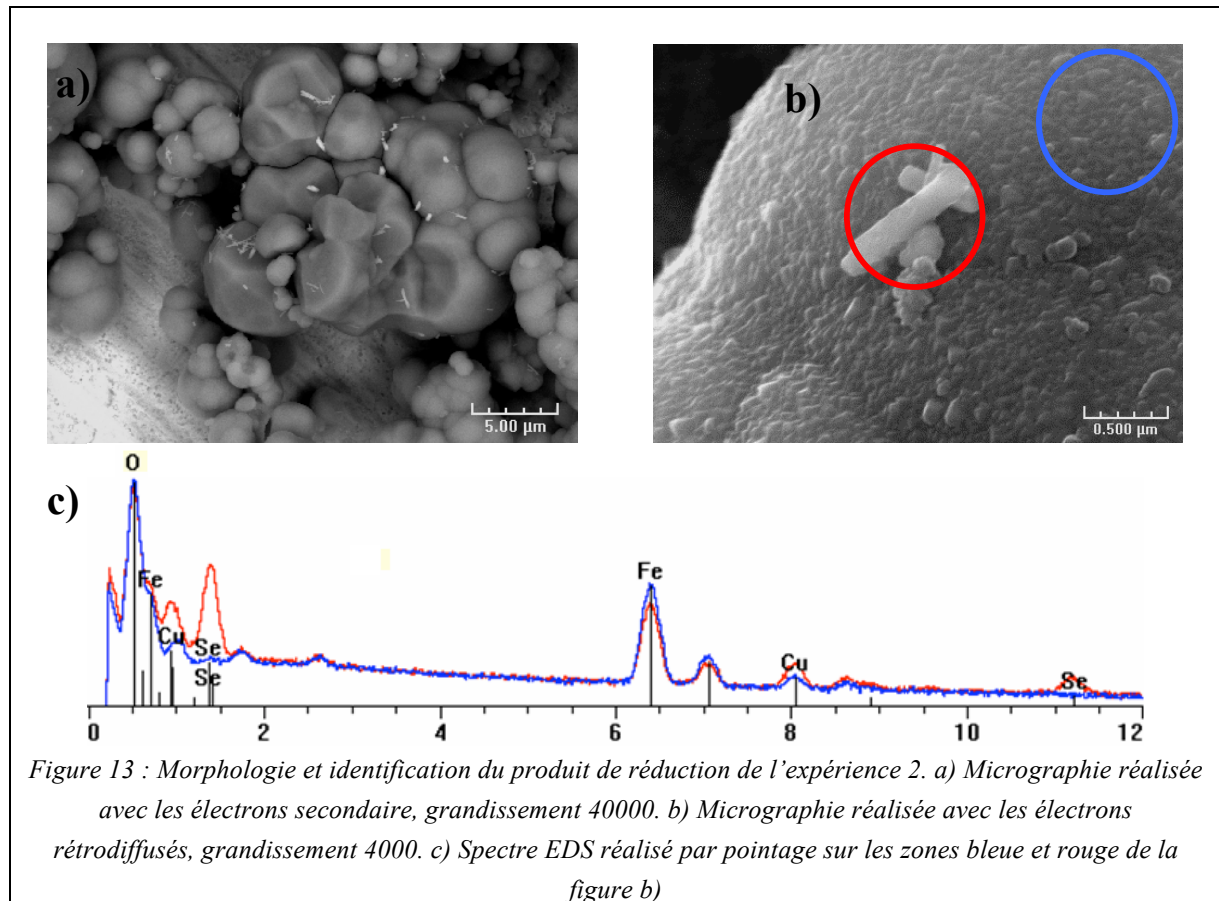 a)
5.00 µm
b)
0.500 µm
c)
O
Fe
Cu
Se
Se
Fe
Cu
Se
0 2 4 6 8 10 12
Figure 13 : Morphologie et identification du produit de réduction de l’expérience 2. a) Micrographie réalisée
avec les électrons secondaire, grandissement 40000. b) Micrographie réalisée avec les électrons
rétrodiffusés, grandissement 4000. c) Spectre EDS réalisé par pointage sur les zones bleue et rouge de la
figure b)